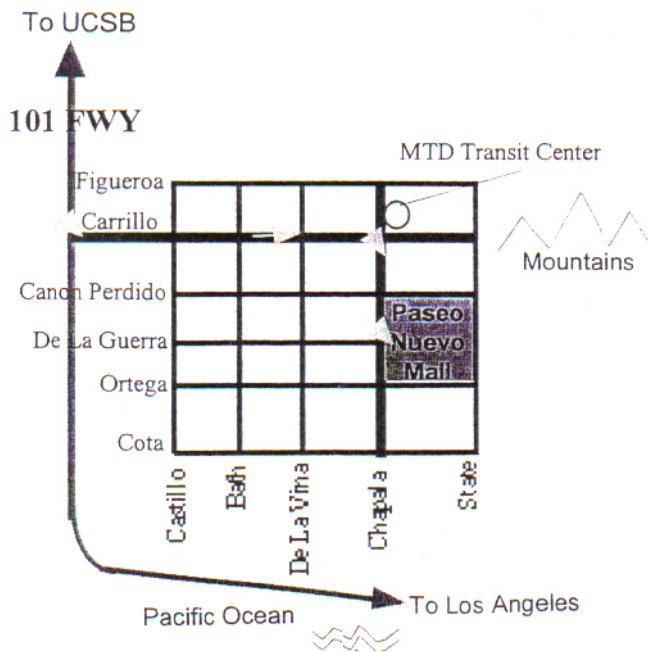 To UCSB
101 FWY
MTD Transit Center
Figueroa
Carrillo
Mountains
Canon Perdido
Paseo
Nuevo
Mall
De La Guerra
Ortega
Cota
Castillo
Bath
De La Vina
Chapala
State
To Los Angeles
Pacific Ocean